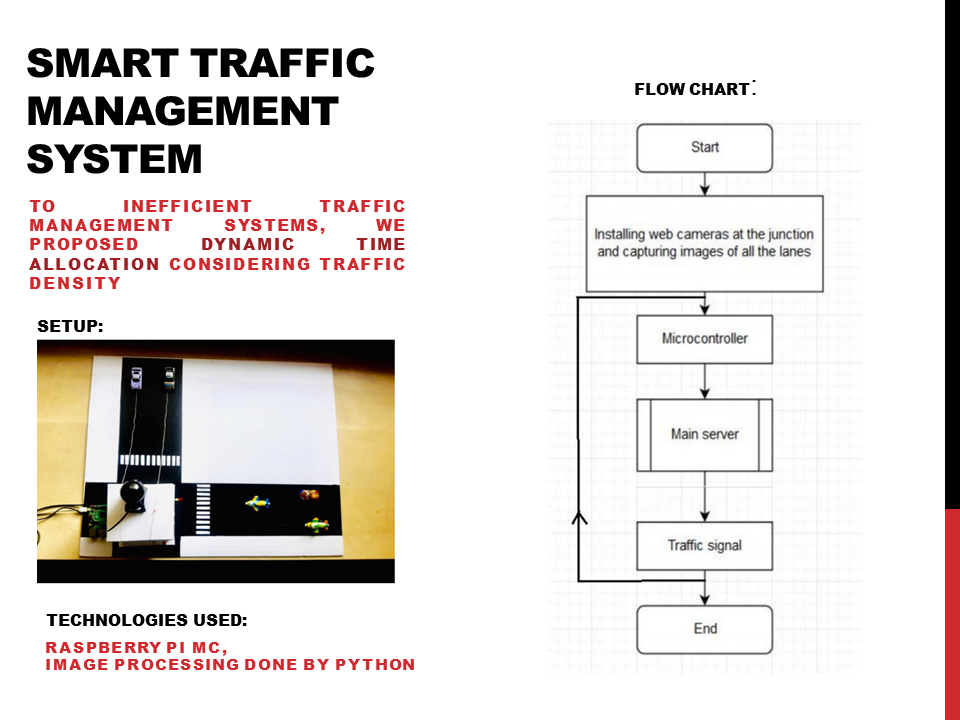 SMART TRAFFIC
MANAGEMENT
SYSTEM
TO INEFFICIENT TRAFFIC
MANAGEMENT SYSTEMS, WE
PROPOSED DYNAMIC TIME
ALLOCATION CONSIDERING TRAFFIC
DENSITY
SETUP:
TECHNOLOGIES USED:
RASPBERRY PI MC,
IMAGE PROCESSING DONE BY PYTHON
FLOW CHART:
Start
Installing web cameras at the junction
and capturing images of all the lanes
Microcontroller
Main server
Traffic signal
End